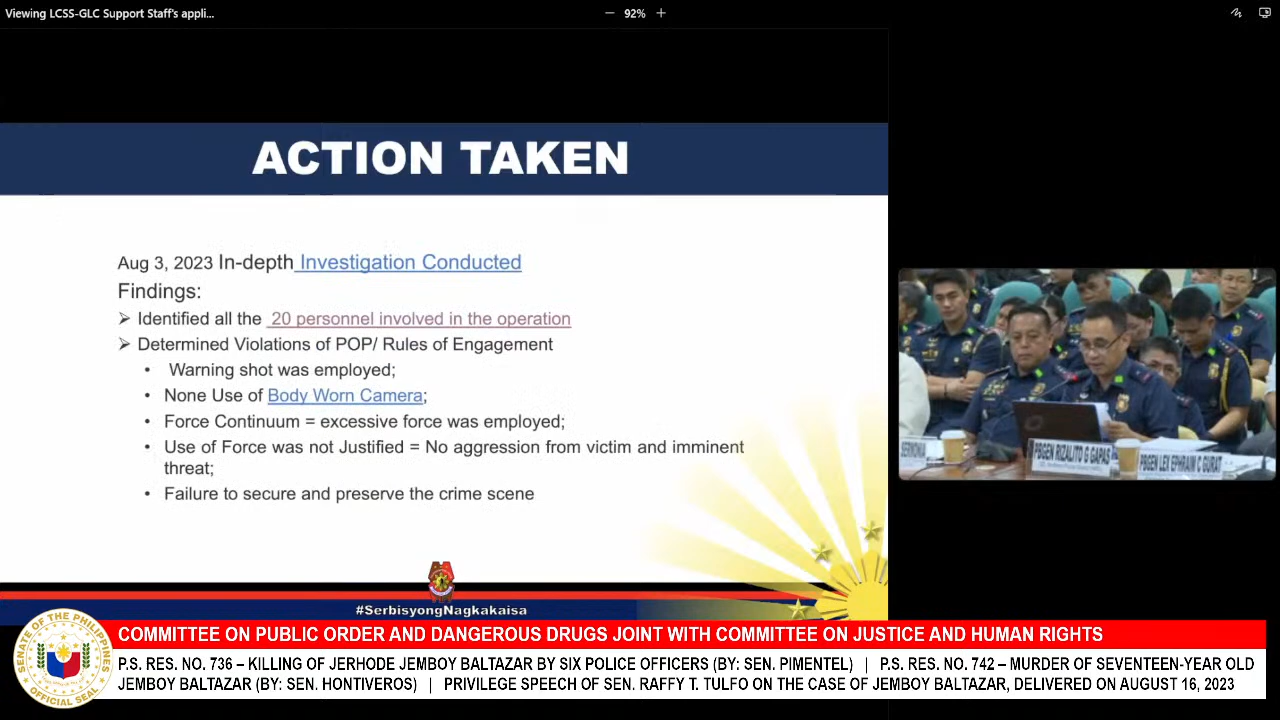 Viewing LCSS-GLC Support Staff's appli...
92%
ACTION TAKEN
Aug 3, 2023 In-depth Investigation Conducted
Findings:
➢ Identified all the 20 personnel involved in the operation
➢ Determined Violations of POP/ Rules of Engagement
• Warning shot was employed;
• None Use of Body Worn Camera;
• Force Continuum = excessive force was employed;
• Use of Force was not Justified = No aggression from victim and imminent
threat;
• Failure to secure and preserve the crime scene
#SerbisyongNagkakaisa
PBGEN RIZALITO G GAPAS
PBGEN LEX EPHRAIM C GURAT
SENATE OF THE PHILIPPINES
OFFICIAL SEAL
COMMITTEE ON PUBLIC ORDER AND DANGEROUS DRUGS JOINT WITH COMMITTEE ON JUSTICE AND HUMAN RIGHTS
P.S. RES. NO. 736 – KILLING OF JERHODE JEMBOY BALTAZAR BY SIX POLICE OFFICERS (BY: SEN. PIMENTEL) | P.S. RES. NO. 742 – MURDER OF SEVENTEEN-YEAR OLD
JEMBOY BALTAZAR (BY: SEN. HONTIVEROS) | PRIVILEGE SPEECH OF SEN. RAFFY T. TULFO ON THE CASE OF JEMBOY BALTAZAR, DELIVERED ON AUGUST 16, 2023